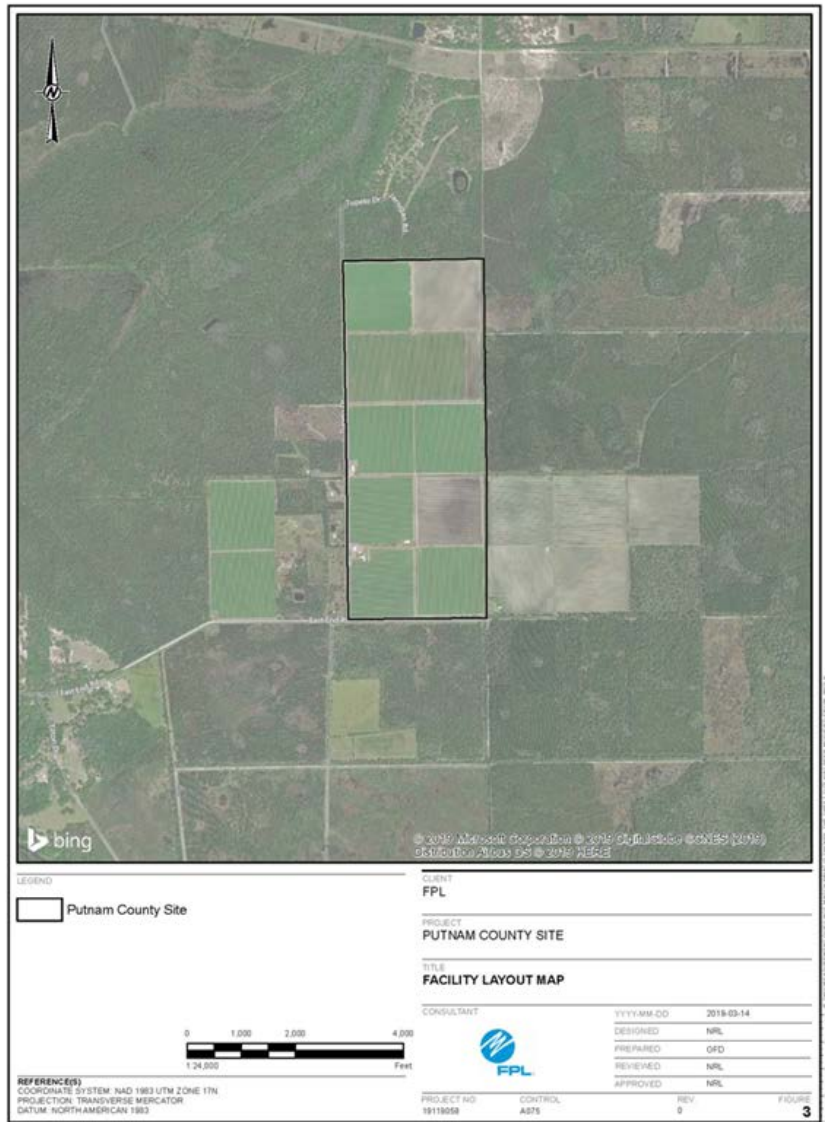 N
Tupelo Dr
bing
© 2019 Microsoft Corporation © 2019 DigitalGlobe ©CNES (2019)
Distribution Airbus DS © 2019 HERE
LEGEND
Putnam County Site
0 1,000 2,000 4,000
1:24,000 Feet
REFERENCE(S)
COORDINATE SYSTEM: NAD 1983 UTM ZONE 17N
PROJECTION: TRANSVERSE MERCATOR
DATUM: NORTH AMERICAN 1983
CLIENT
FPL
PROJECT
PUTNAM COUNTY SITE
TITLE
FACILITY LAYOUT MAP
CONSULTANT
FPL.
YYYY-MM-DD 2019-03-14
DESIGNED NRL
PREPARED GFD
REVIEWED NRL
APPROVED NRL
PROJECT NO. CONTROL REV. FIGURE
19119058 A075 0 3